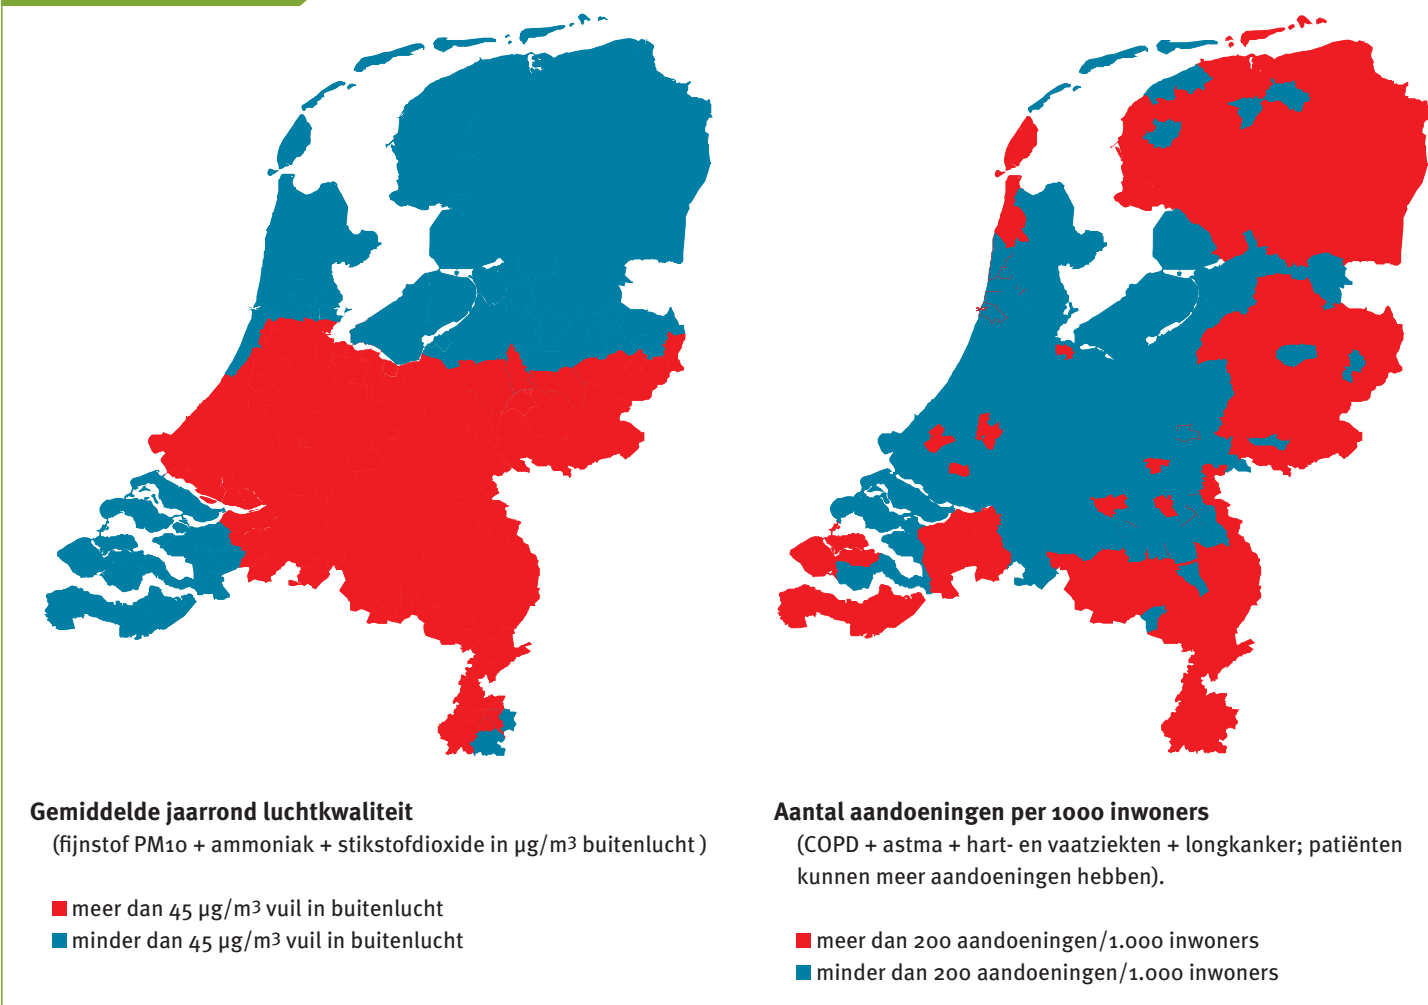 Gemiddelde jaarrond luchtkwaliteit
(fijnstof PM10 + ammoniak + stikstofdioxide in µg/m3 buitenlucht )
meer dan 45 µg/m3 vuil in buitenlucht
minder dan 45 µg/m3 vuil in buitenlucht
Aantal aandoeningen per 1000 inwoners
(COPD + astma + hart- en vaatziekten + longkanker; patiënten
kunnen meer aandoeningen hebben).
meer dan 200 aandoeningen/1.000 inwoners
minder dan 200 aandoeningen/1.000 inwoners